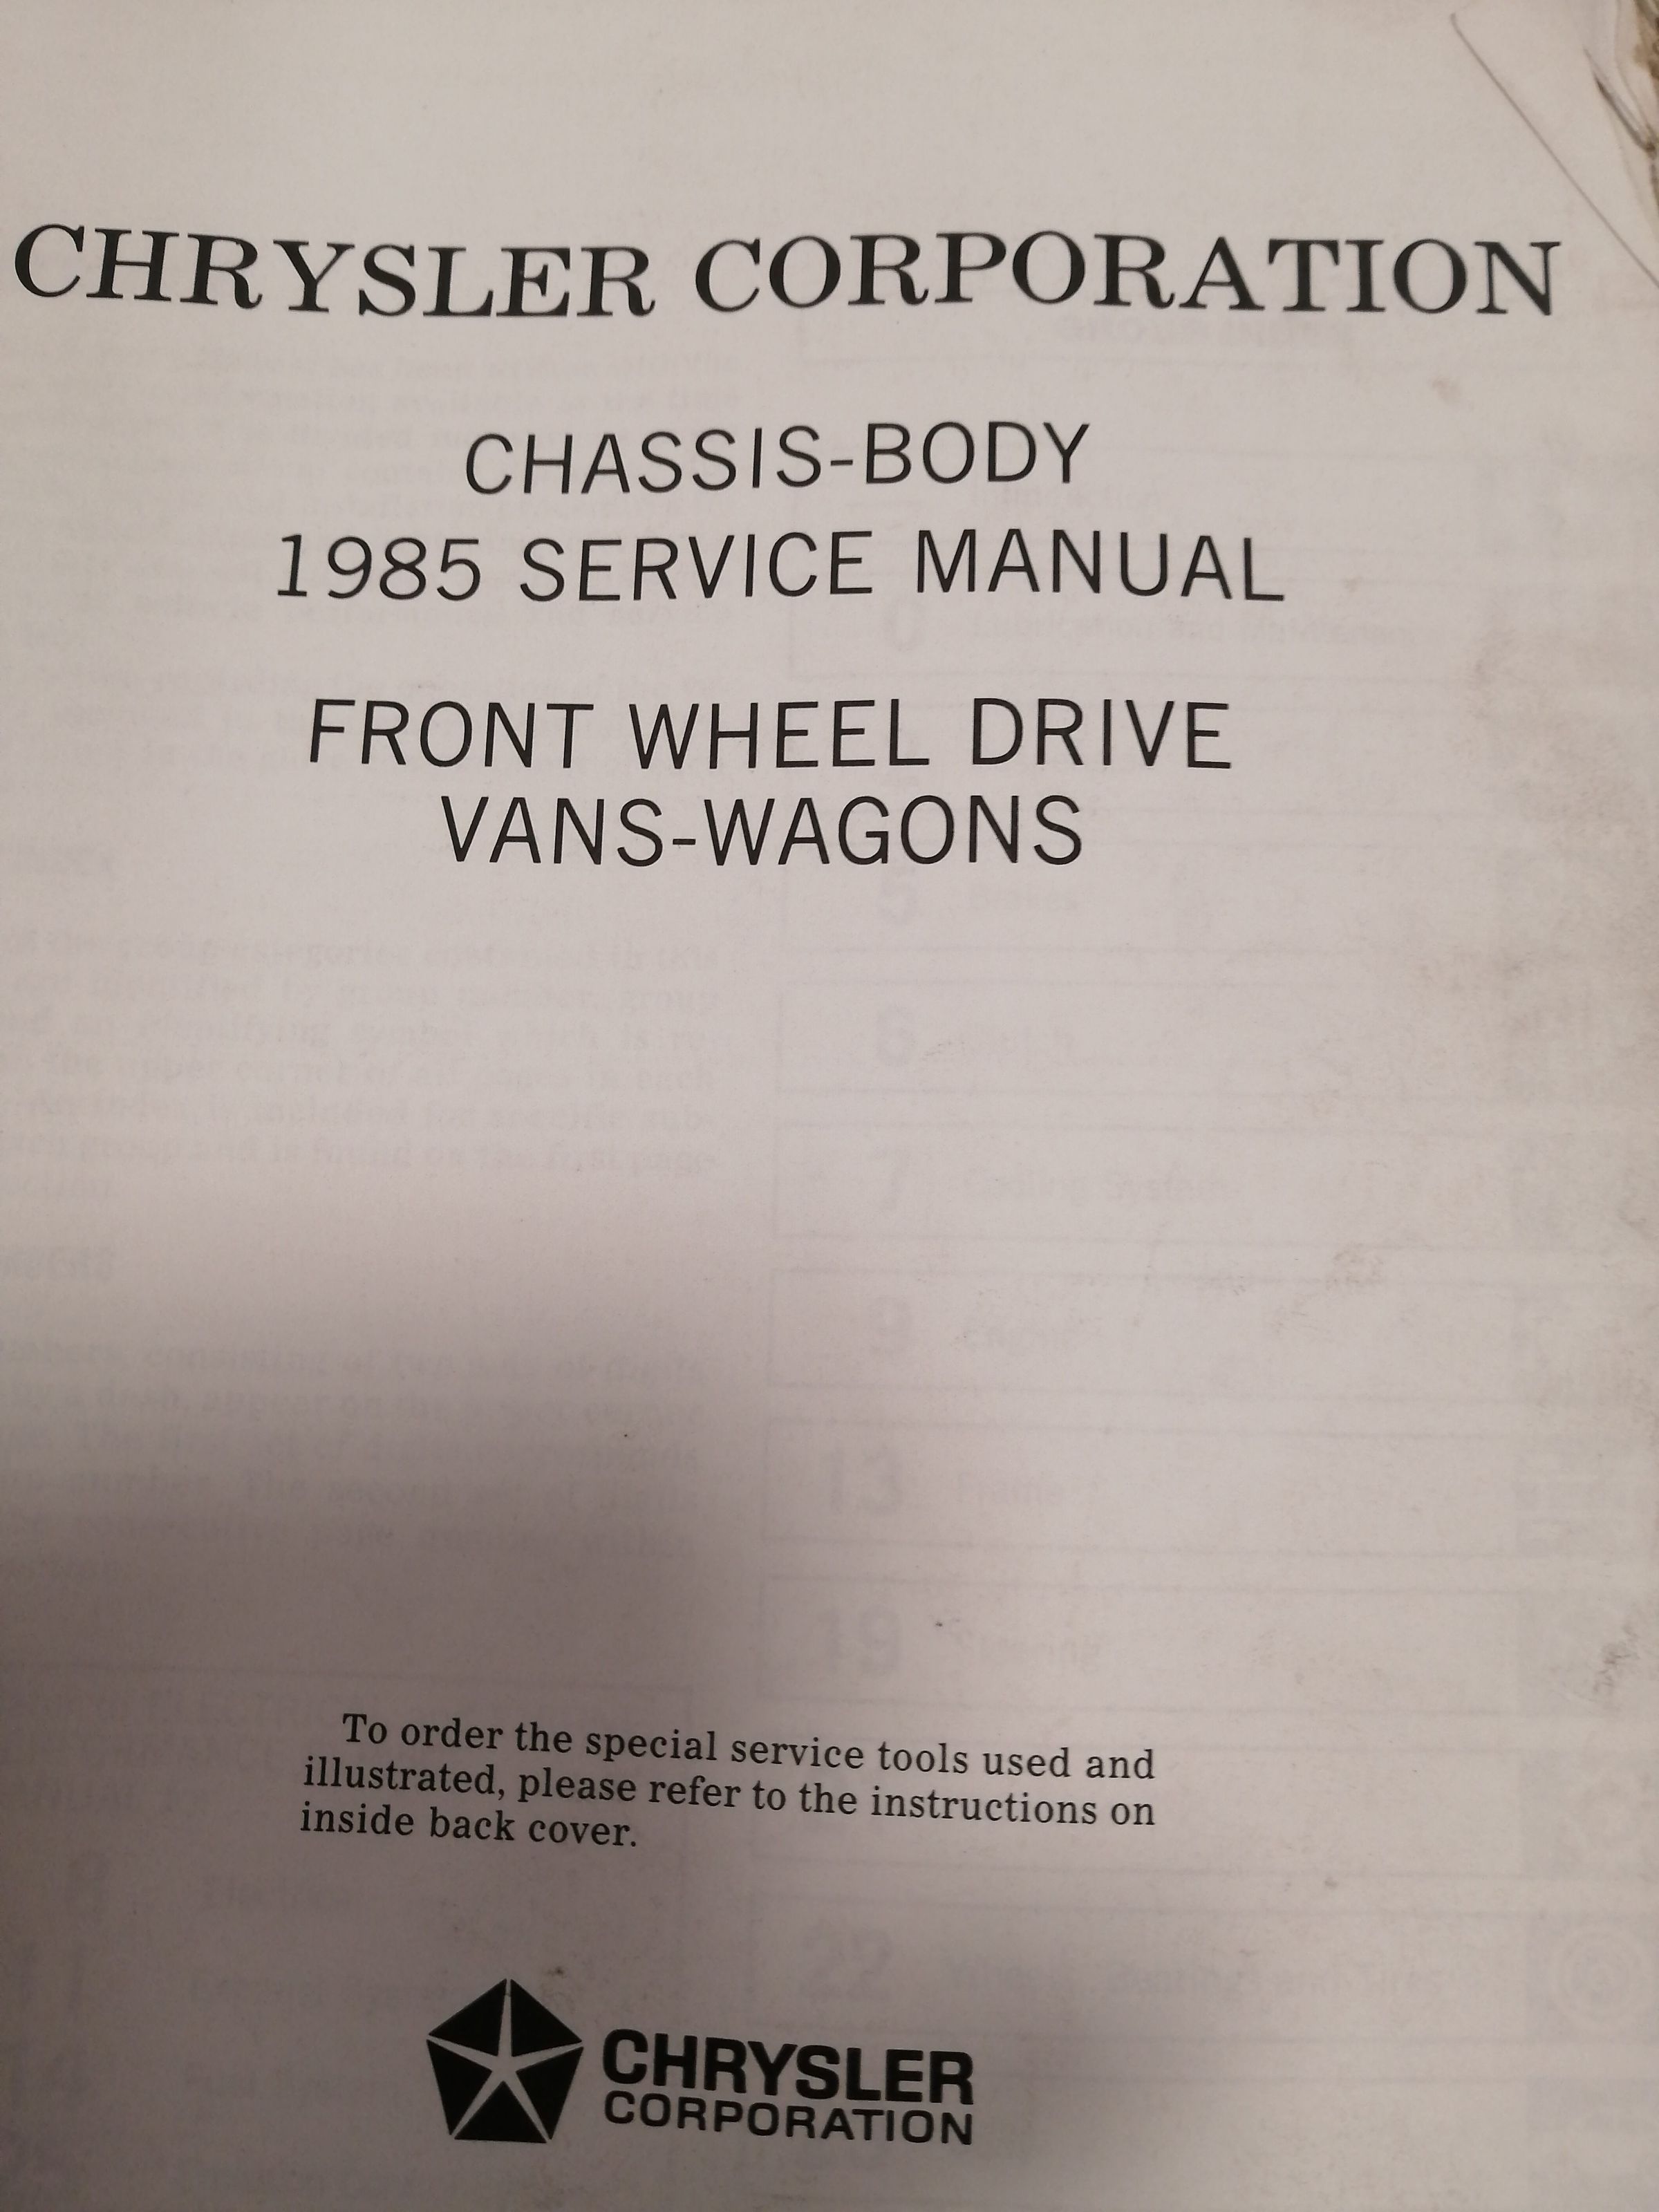 CHRYSLER CORPORATION
CHASSIS-BODY
1985 SERVICE MANUAL
FRONT WHEEL DRIVE
VANS-WAGONS
To order the special service tools used and
illustrated, please refer to the instructions on
inside back cover.
CHRYSLER
CORPORATION